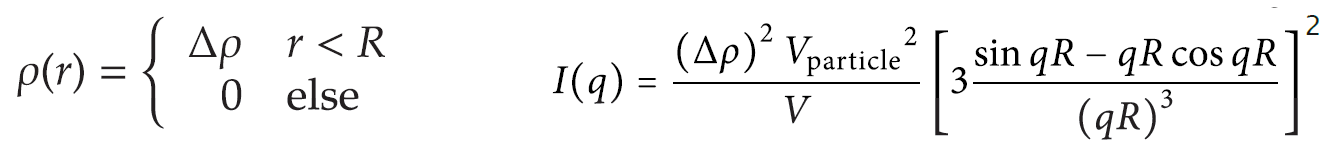 ρ(r) = { Δρ r < R
0 else
I(q) = (Δρ)² V_particle² / V [3 (sin qR − qR cos qR) / (qR)³]²